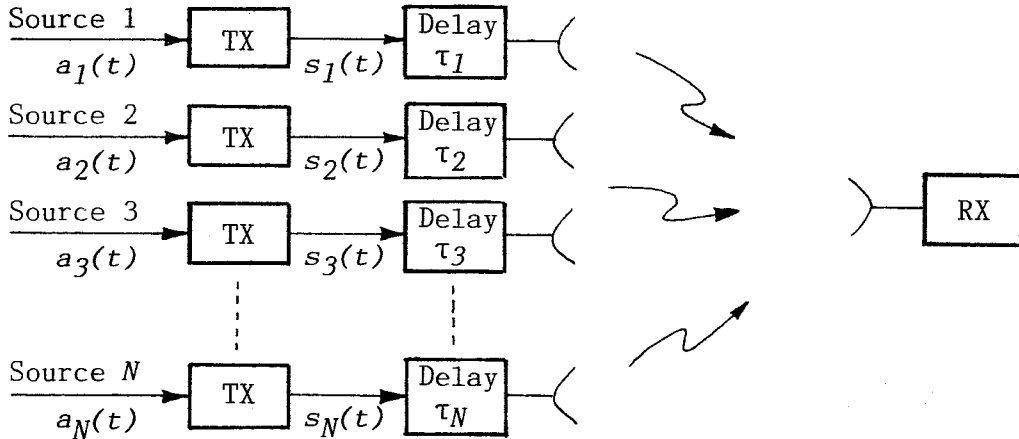 Source 1
a1(t)
TX
s1(t)
Delay
τ1
Source 2
a2(t)
TX
s2(t)
Delay
τ2
Source 3
a3(t)
TX
s3(t)
Delay
τ3
RX
Source N
aN(t)
TX
sN(t)
Delay
τN